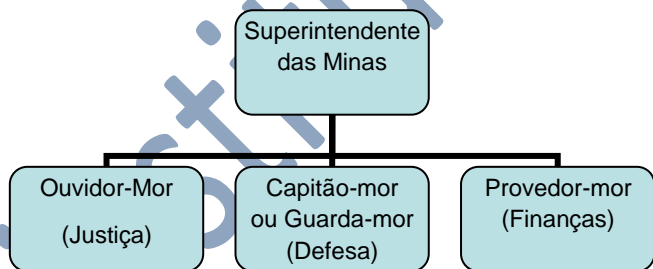 Superintendente
das Minas
Ouvidor-Mor
(Justiça)
Capitão-mor
ou Guarda-mor
(Defesa)
Provedor-mor
(Finanças)